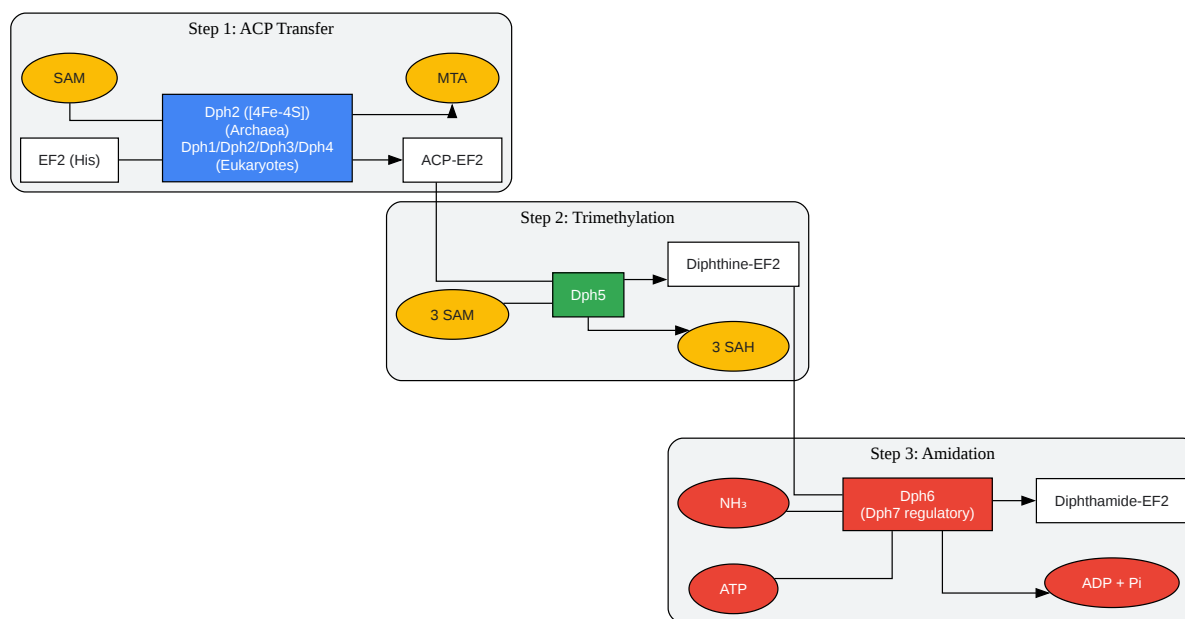 Step 1: ACP Transfer
SAM
MTA
Dph2 ([4Fe-4S])
(Archaea)
Dph1/Dph2/Dph3/Dph4
(Eukaryotes)
EF2 (His)
ACP-EF2
Step 2: Trimethylation
Diphthine-EF2
Dph5
3 SAM
3 SAH
Step 3: Amidation
NH₃
Dph6
(Dph7 regulatory)
Diphthamide-EF2
ATP
ADP + Pi